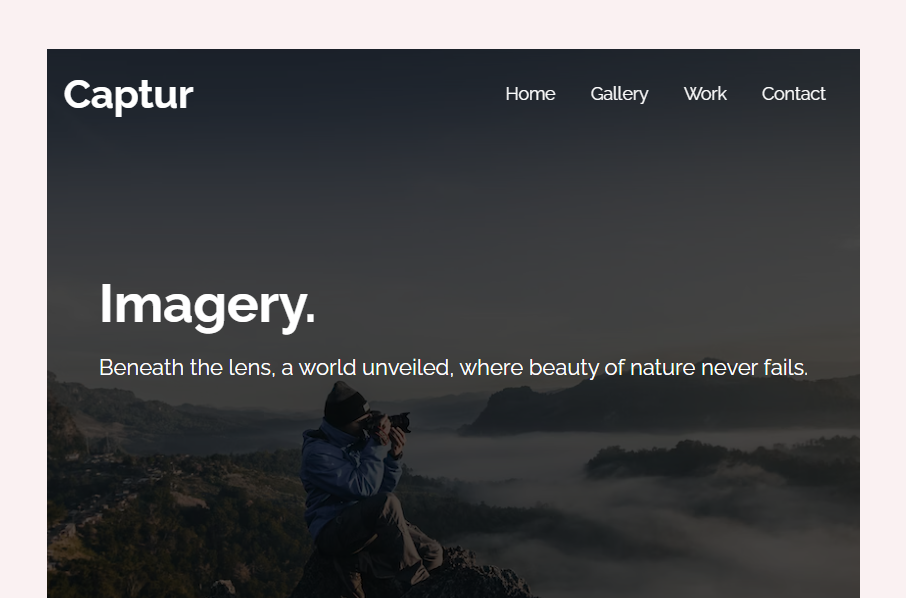 Captur
Home Gallery Work Contact
Imagery.
Beneath the lens, a world unveiled, where beauty of nature never fails.